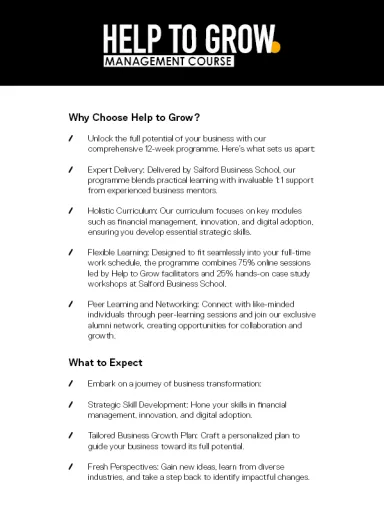 HELP TO GROW
MANAGEMENT COURSE
Why Choose Help to Grow?
Unlock the full potential of your business with our
comprehensive 12-week programme. Here's what sets us apart:
Expert Delivery: Delivered by Salford Business School, our
programme blends practical learning with invaluable 1:1 support
from experienced business mentors.
Holistic Curriculum: Our curriculum focuses on key modules
such as financial management, innovation, and digital adoption,
ensuring you develop essential strategic skills.
Flexible Learning: Designed to fit seamlessly into your full-time
work schedule, the programme combines 75% online sessions
led by Help to Grow facilitators and 25% hands-on case study
workshops at Salford Business School.
Peer Learning and Networking: Connect with like-minded
individuals through peer-learning sessions and join our exclusive
alumni network, creating opportunities for collaboration and
growth.
What to Expect
Embark on a journey of business transformation:
Strategic Skill Development: Hone your skills in financial
management, innovation, and digital adoption.
Tailored Business Growth Plan: Craft a personalized plan to
guide your business toward its full potential.
Fresh Perspectives: Gain new ideas, learn from diverse
industries, and take a step back to identify impactful changes.